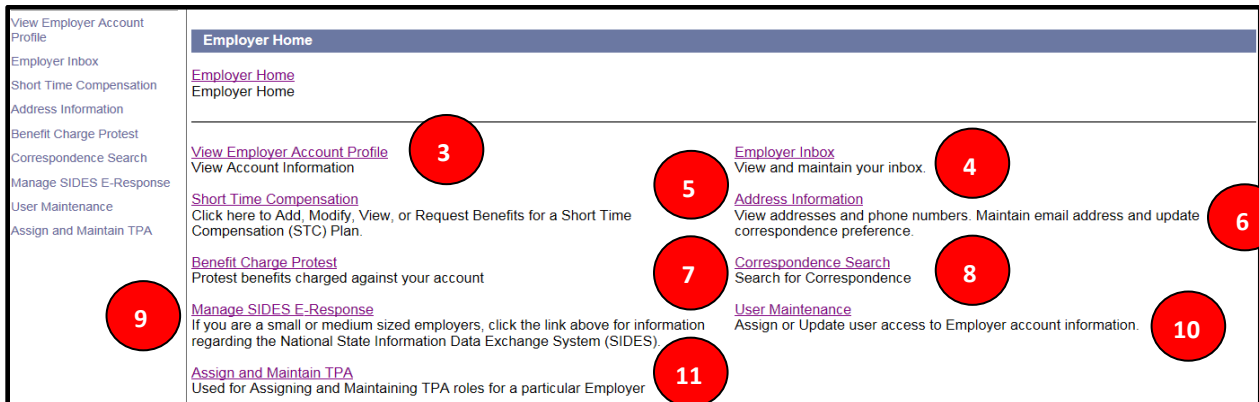 View Employer Account
Profile
Employer Inbox
Short Time Compensation
Address Information
Benefit Charge Protest
Correspondence Search
Manage SIDES E-Response
User Maintenance
Assign and Maintain TPA
Employer Home
Employer Home
Employer Home
View Employer Account Profile
View Account Information
3
Employer Inbox
View and maintain your inbox.
4
Short Time Compensation
Click here to Add, Modify, View, or Request Benefits for a Short Time
Compensation (STC) Plan.
5
Address Information
View addresses and phone numbers. Maintain email address and update
correspondence preference.
6
Benefit Charge Protest
Protest benefits charged against your account
7
Correspondence Search
Search for Correspondence
8
9
Manage SIDES E-Response
If you are a small or medium sized employers, click the link above for information
regarding the National State Information Data Exchange System (SIDES).
User Maintenance
Assign or Update user access to Employer account information.
10
Assign and Maintain TPA
Used for Assigning and Maintaining TPA roles for a particular Employer
11